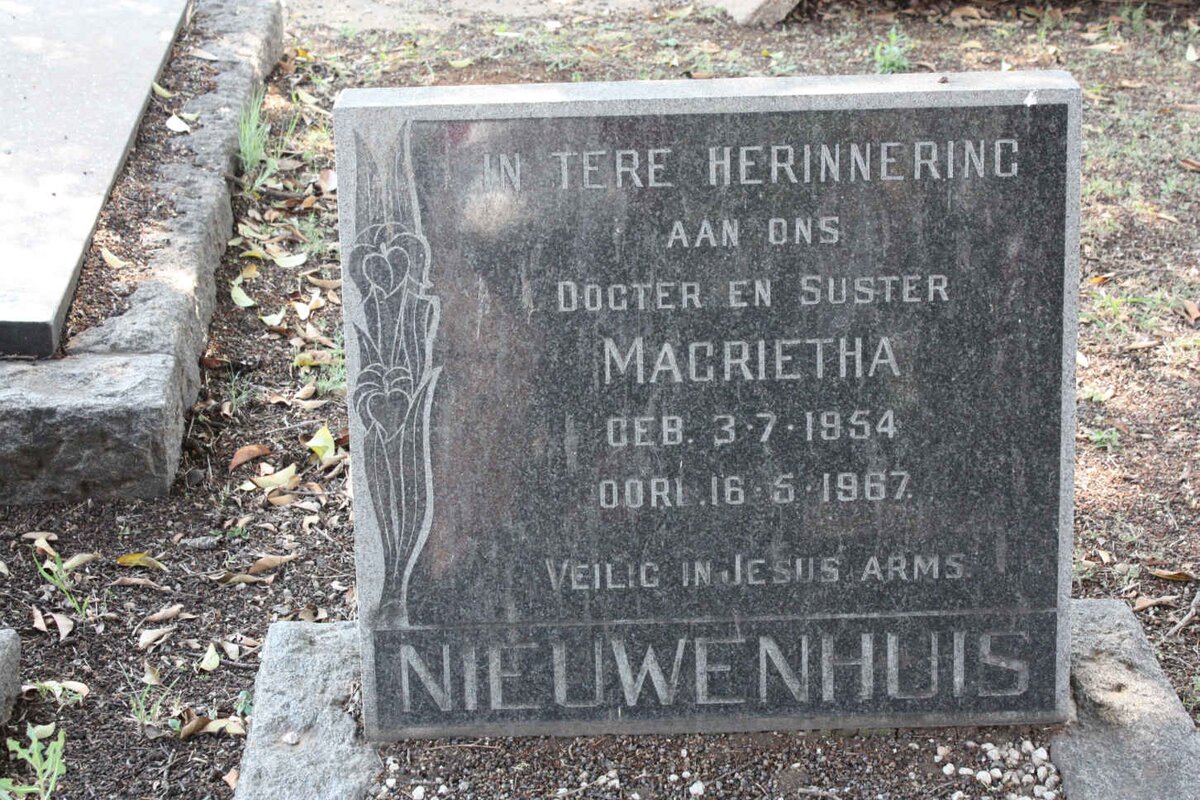 IN TERE HERINNERING
AAN ONS
DOGTER EN SUSTER
MAGRIETHA
GEB. 3·7·1954
OORL. 16·5·1967.
VEILIG IN JESUS ARMS.
NIEUWENHUIS